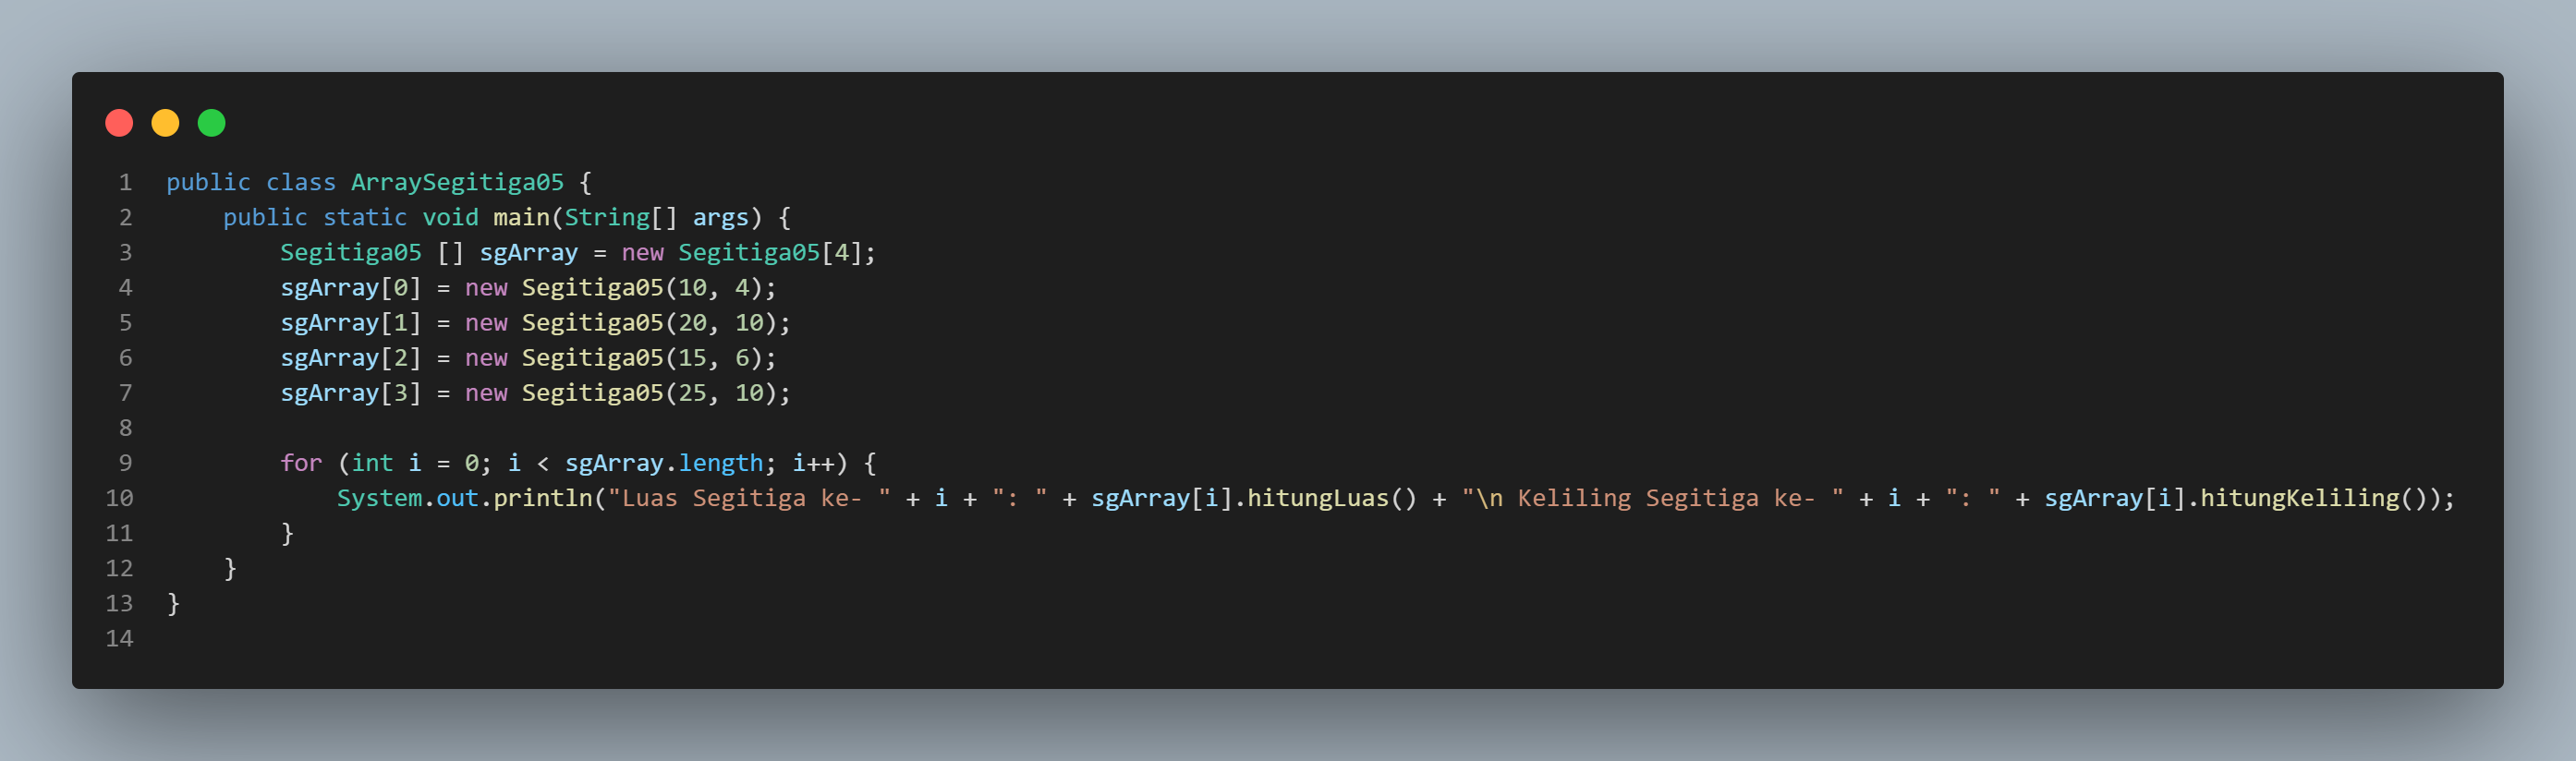 1 public class ArraySegitiga05 {
2     public static void main(String[] args) {
3         Segitiga05 [] sgArray = new Segitiga05[4];
4         sgArray[0] = new Segitiga05(10, 4);
5         sgArray[1] = new Segitiga05(20, 10);
6         sgArray[2] = new Segitiga05(15, 6);
7         sgArray[3] = new Segitiga05(25, 10);
8
9         for (int i = 0; i < sgArray.length; i++) {
10             System.out.println("Luas Segitiga ke- " + i + ": " + sgArray[i].hitungLuas() + "\n Keliling Segitiga ke- " + i + ": " + sgArray[i].hitungKeliling());
11         }
12     }
13 }
14